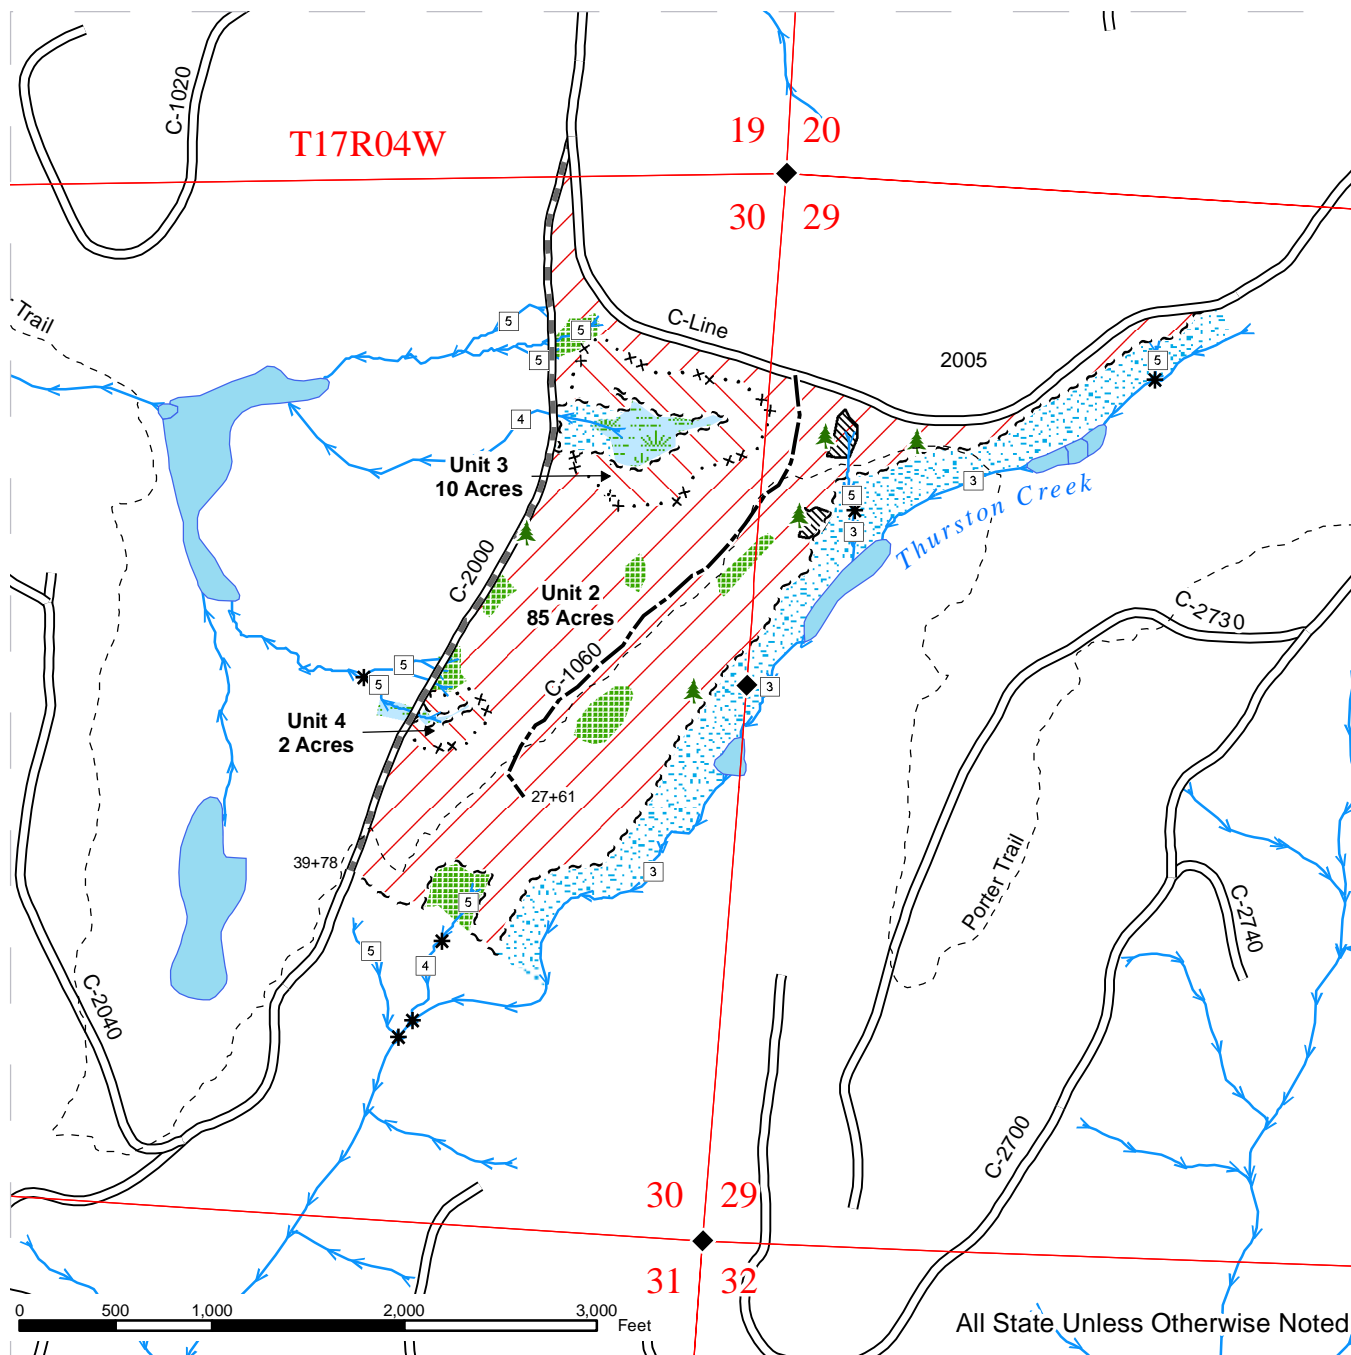 C-1020
T17R04W
19 20
30 29
Trail
5
5
5
C-Line
2005
5
4
Unit 3
10 Acres
3
5
3
Thurston Creek
C-2000
Unit 2
85 Acres
C-2730
C-1060
5
5
3
Unit 4
2 Acres
27+61
39+78
3
5
5
4
Porter Trail
C-2740
C-2040
C-2700
30 29
31 32
0 500 1,000 2,000 3,000
Feet
All State Unless Otherwise Noted